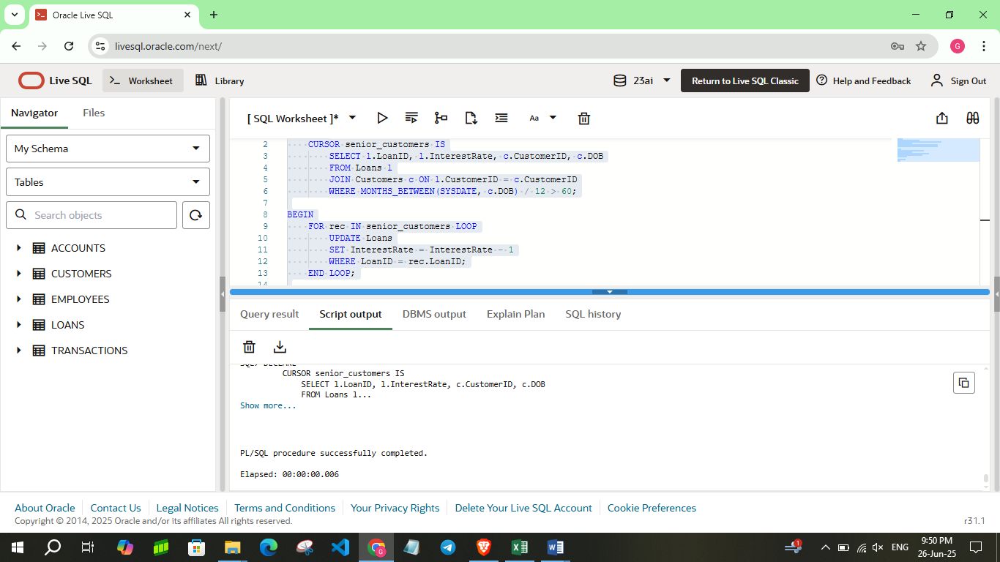 Oracle Live SQL
livesql.oracle.com/next/
G
Live SQL
Worksheet
Library
23ai
Return to Live SQL Classic
Help and Feedback
Sign Out
Navigator
Files
My Schema
Tables
Search objects
ACCOUNTS
CUSTOMERS
EMPLOYEES
LOANS
TRANSACTIONS
[ SQL Worksheet ]*
Aa
2 CURSOR senior_customers IS
3 SELECT l.LoanID, l.InterestRate, c.CustomerID, c.DOB
4 FROM Loans l
5 JOIN Customers c ON l.CustomerID = c.CustomerID
6 WHERE MONTHS_BETWEEN(SYSDATE, c.DOB) / 12 > 60;
7
8 BEGIN
9 FOR rec IN senior_customers LOOP
10 UPDATE Loans
11 SET InterestRate = InterestRate - 1
12 WHERE LoanID = rec.LoanID;
13 END LOOP;
14
Query result
Script output
DBMS output
Explain Plan
SQL history
SQL> DECLARE
CURSOR senior_customers IS
SELECT l.LoanID, l.InterestRate, c.CustomerID, c.DOB
FROM Loans l...
Show more...
PL/SQL procedure successfully completed.
Elapsed: 00:00:00.006
About Oracle
Contact Us
Legal Notices
Terms and Conditions
Your Privacy Rights
Delete Your Live SQL Account
Cookie Preferences
Copyright © 2014, 2025 Oracle and/or its affiliates All rights reserved.
r31.1
1
ENG
9:50 PM
26-Jun-25